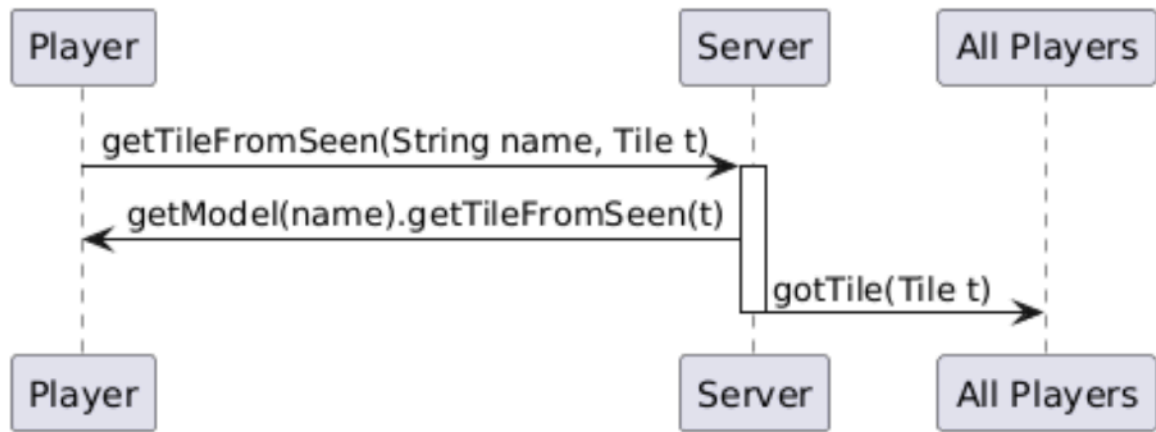 Player
Server
All Players
getTileFromSeen(String name, Tile t)
getModel(name).getTileFromSeen(t)
gotTile(Tile t)
Player
Server
All Players